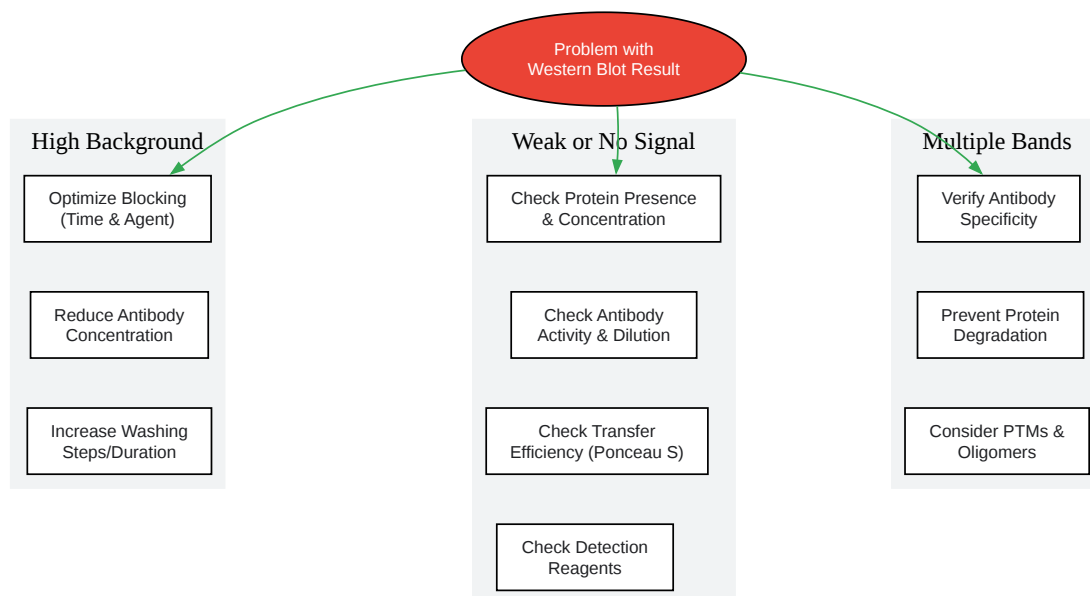 Problem with
Western Blot Result
High Background
Optimize Blocking
(Time & Agent)
Reduce Antibody
Concentration
Increase Washing
Steps/Duration
Weak or No Signal
Check Protein Presence
& Concentration
Check Antibody
Activity & Dilution
Check Transfer
Efficiency (Ponceau S)
Check Detection
Reagents
Multiple Bands
Verify Antibody
Specificity
Prevent Protein
Degradation
Consider PTMs &
Oligomers